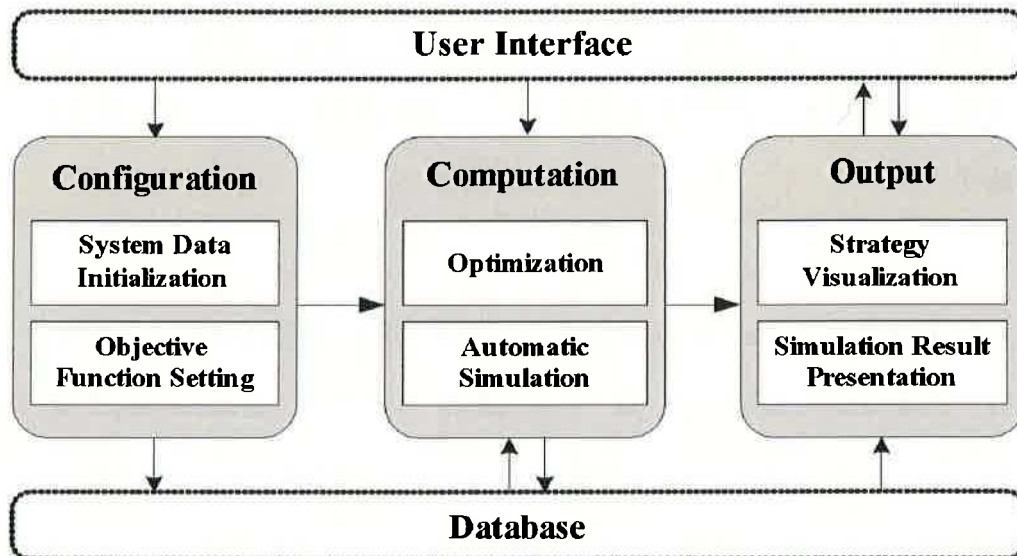 User Interface
Configuration
System Data
Initialization
Objective
Function Setting
Computation
Optimization
Automatic
Simulation
Output
Strategy
Visualization
Simulation Result
Presentation
Database